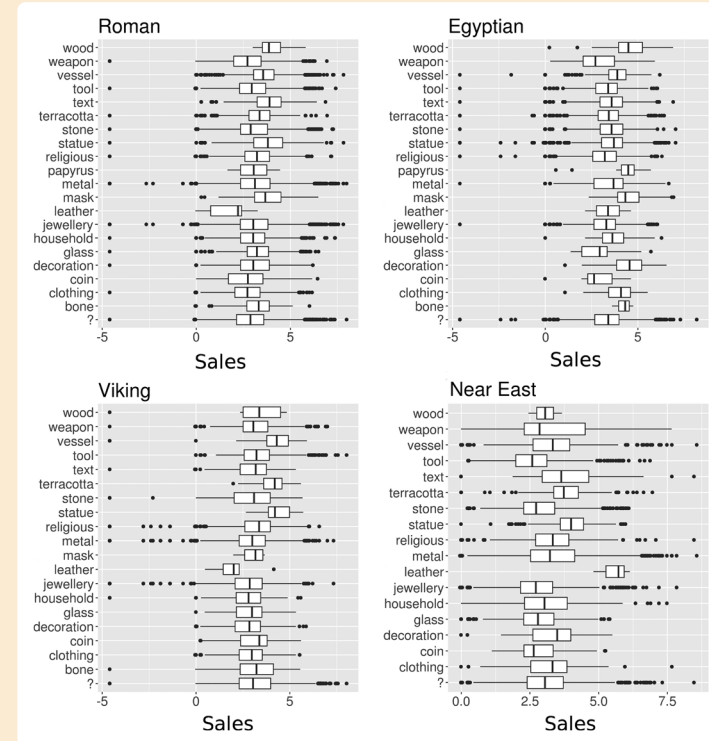 Roman
wood
weapon
vessel
tool
text
terracotta
stone
statue
religious
papyrus
metal
mask
leather
jewellery
household
glass
decoration
coin
clothing
bone
?
-5 0 5
Sales
Egyptian
wood
weapon
vessel
tool
text
terracotta
stone
statue
religious
papyrus
metal
mask
leather
jewellery
household
glass
decoration
coin
clothing
bone
?
-5 0 5
Sales
Viking
wood
weapon
vessel
tool
text
terracotta
stone
statue
religious
metal
mask
leather
jewellery
household
glass
decoration
coin
clothing
bone
?
-5 0 5
Sales
Near East
wood
weapon
vessel
tool
text
terracotta
stone
statue
religious
metal
leather
jewellery
household
glass
decoration
coin
clothing
?
0.0 2.5 5.0 7.5
Sales